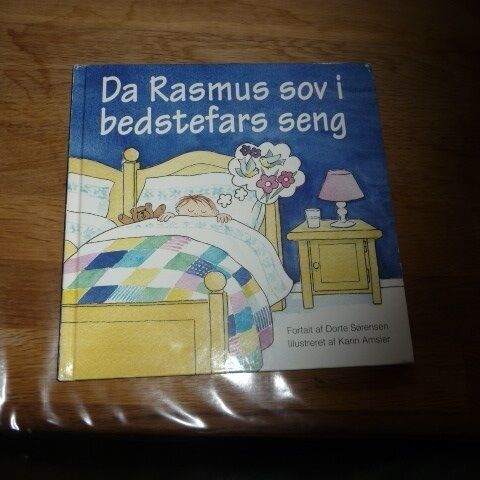 Da Rasmus sov i
bedstefars seng
Fortalt af Dorte Sørensen
Illustreret af Karin Amsler